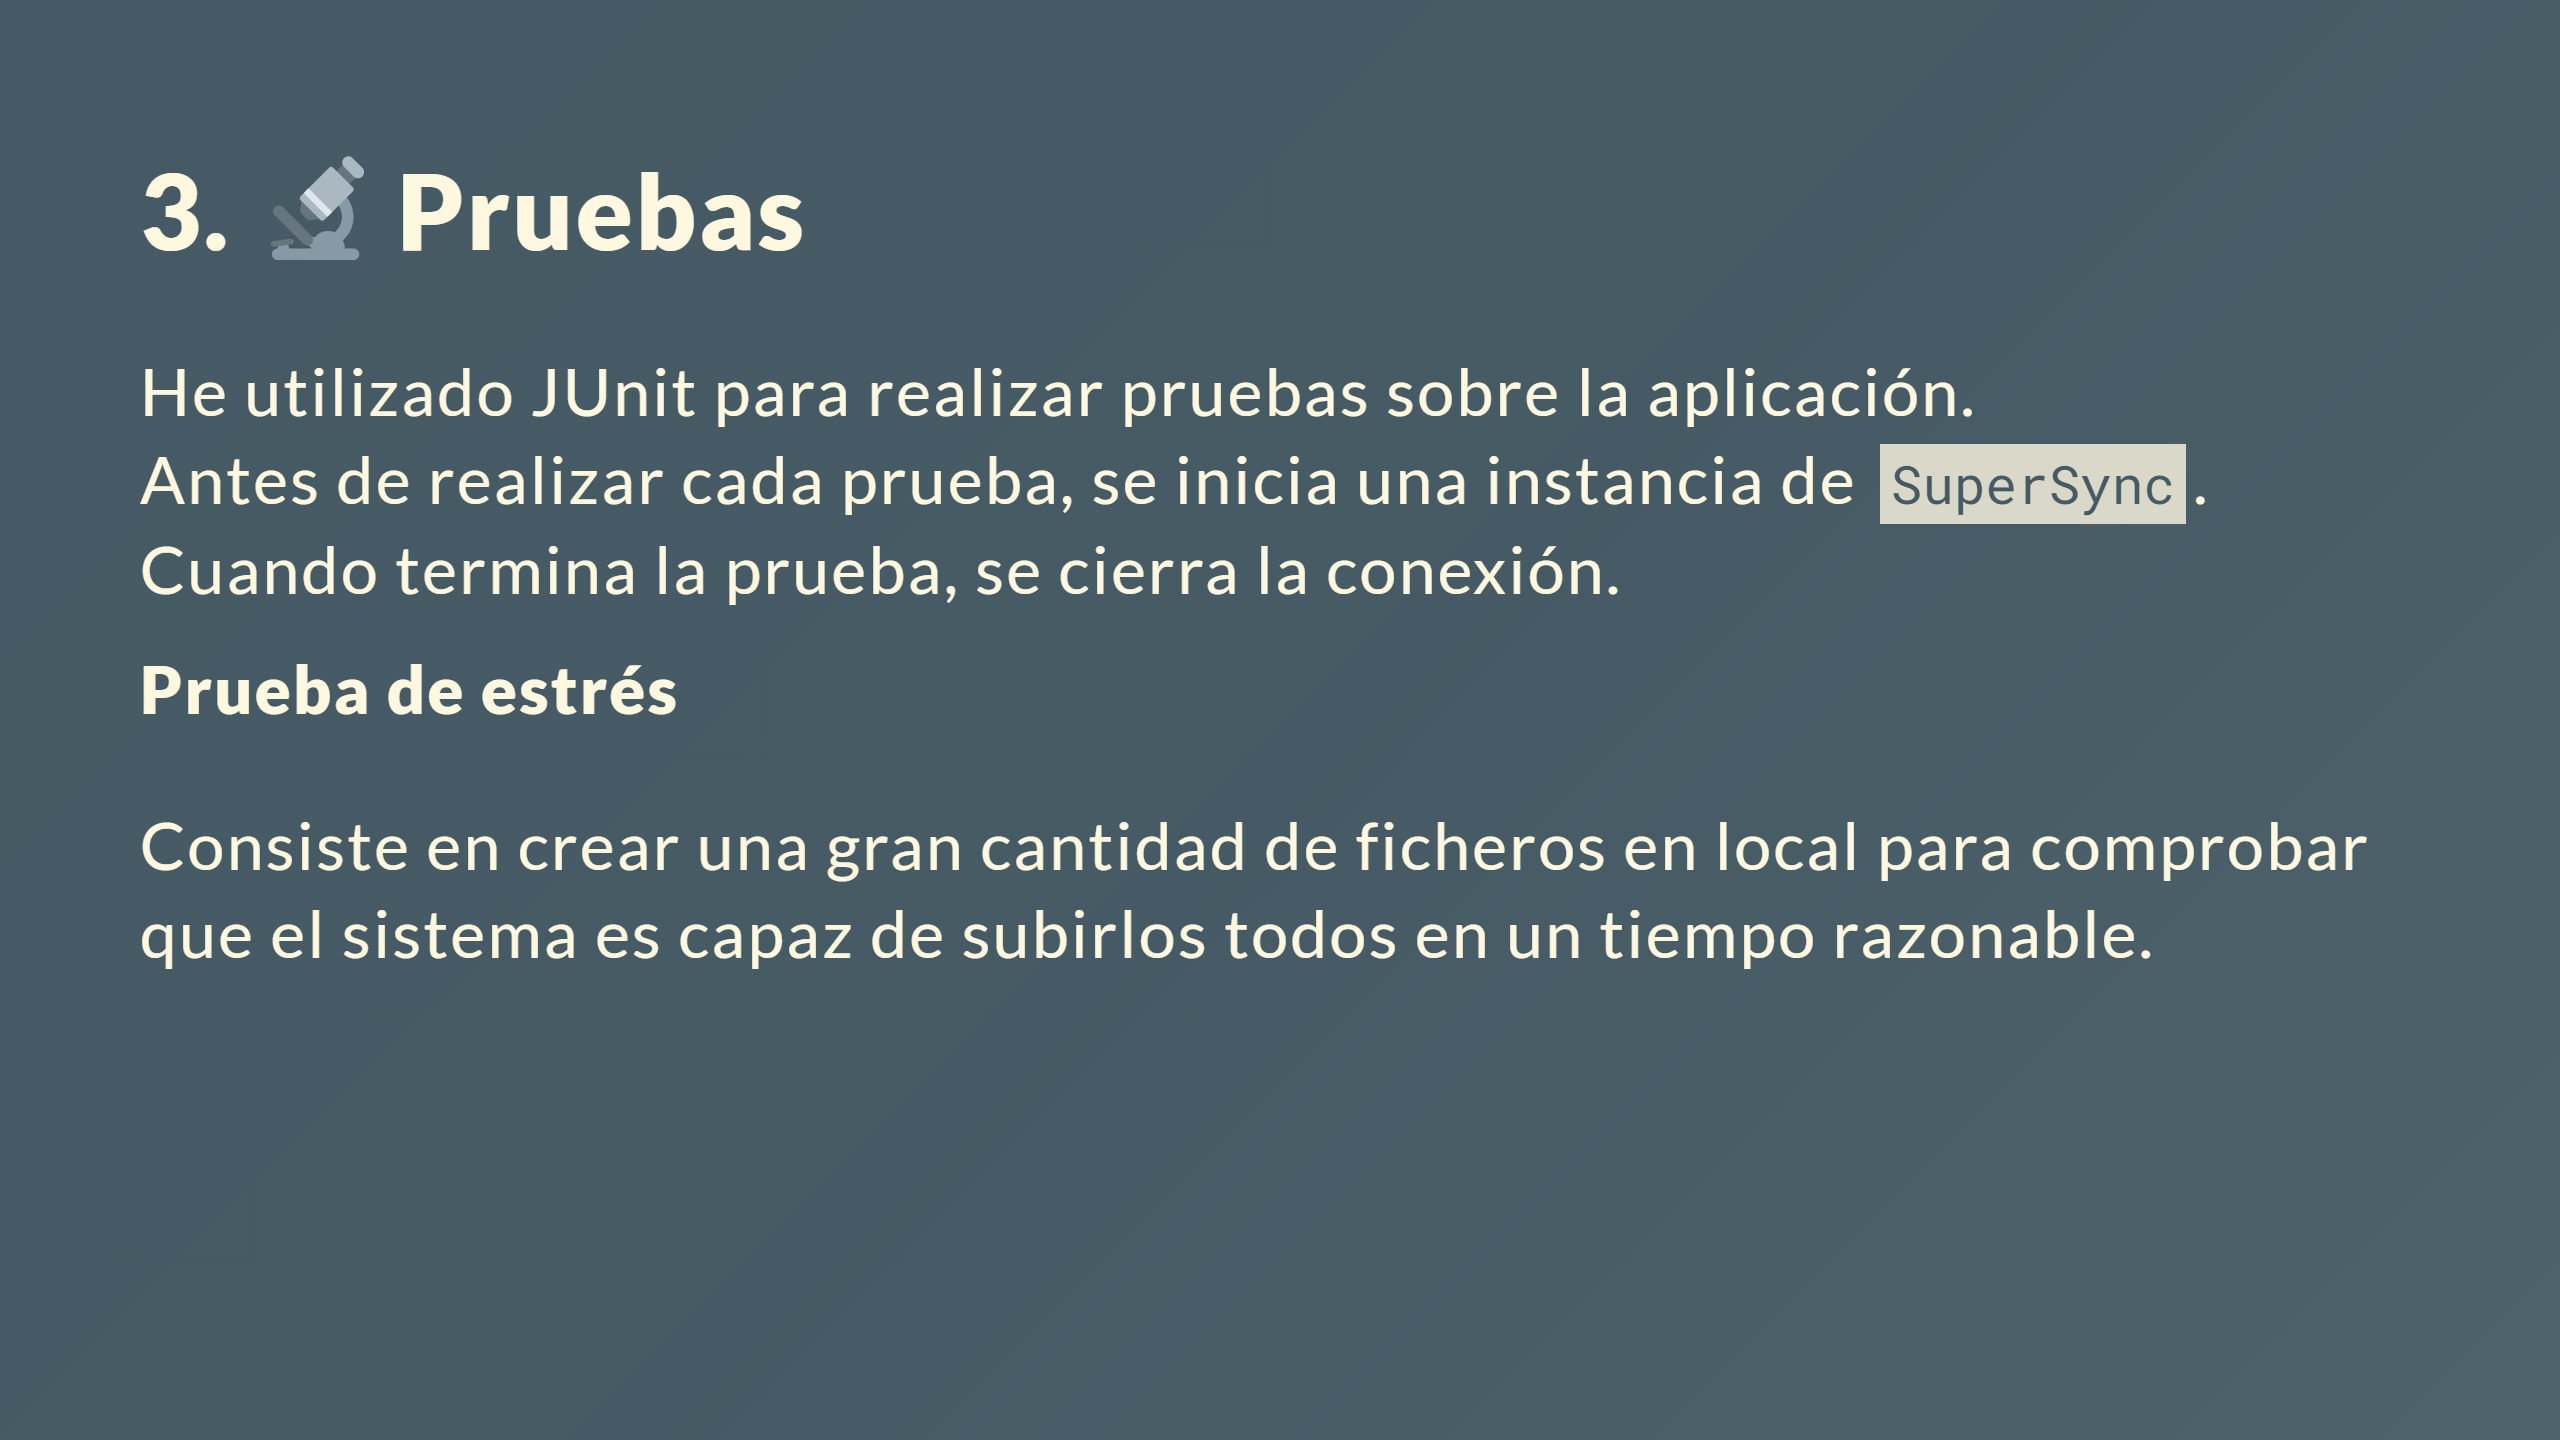 3. 🔬 Pruebas
He utilizado JUnit para realizar pruebas sobre la aplicación.
Antes de realizar cada prueba, se inicia una instancia de SuperSync.
Cuando termina la prueba, se cierra la conexión.
Prueba de estrés
Consiste en crear una gran cantidad de ficheros en local para comprobar
que el sistema es capaz de subirlos todos en un tiempo razonable.